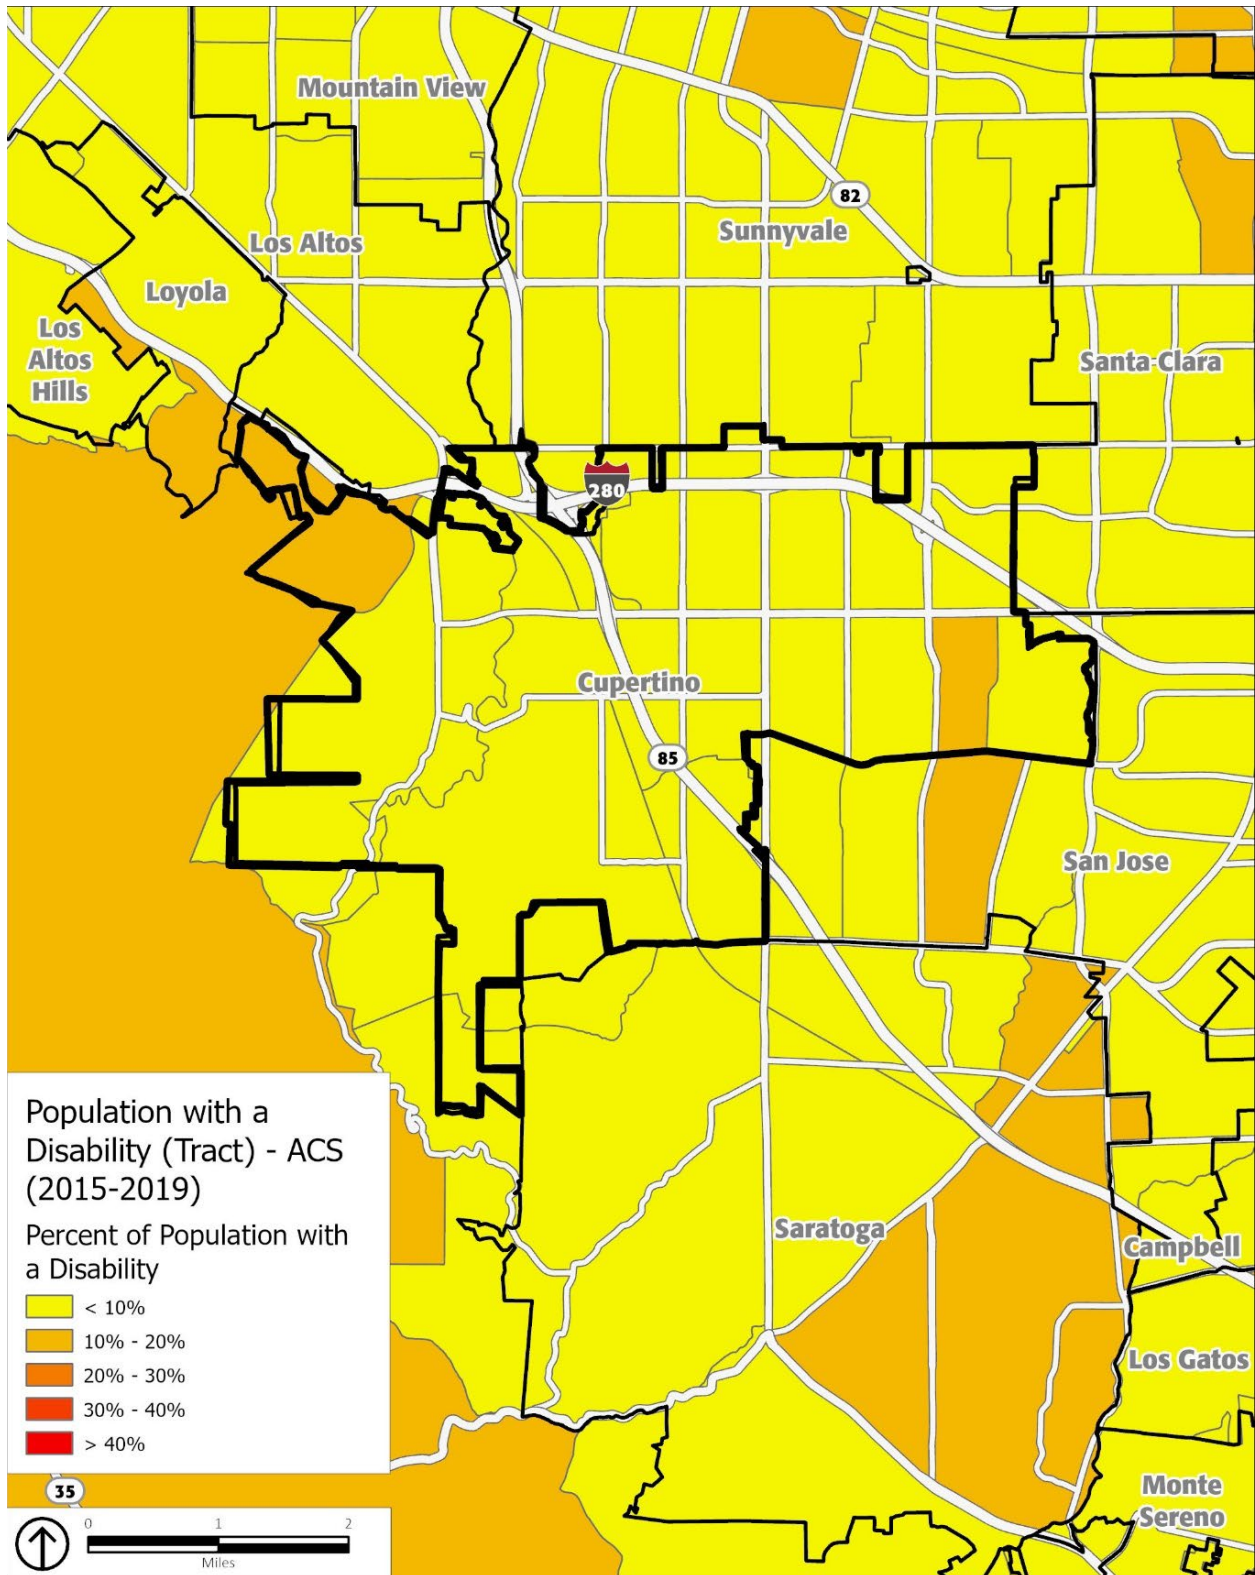 Mountain View
82
Sunnyvale
Los Altos
Loyola
Los
Altos
Hills
Santa Clara
280
Cupertino
85
San Jose
Population with a
Disability (Tract) - ACS
(2015-2019)
Percent of Population with
a Disability
< 10%
10% - 20%
20% - 30%
30% - 40%
> 40%
Saratoga
Campbell
Los Gatos
Monte
Sereno
35
0 1 2
Miles